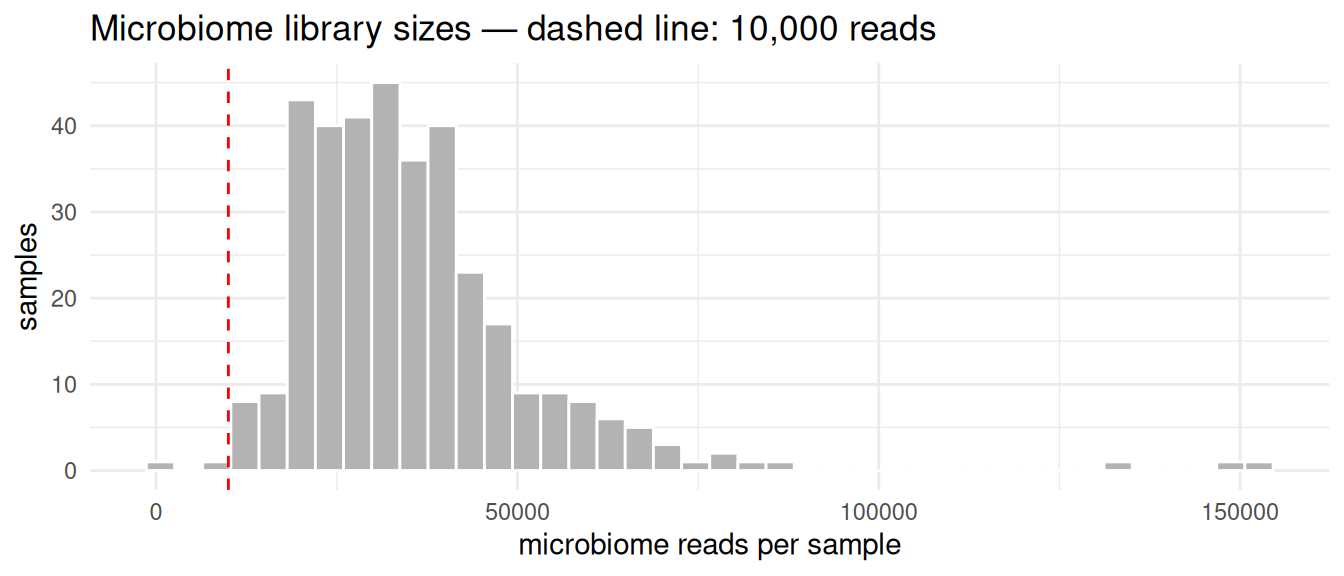 Microbiome library sizes — dashed line: 10,000 reads
samples
40
30
20
10
0
0 50000 100000 150000
microbiome reads per sample